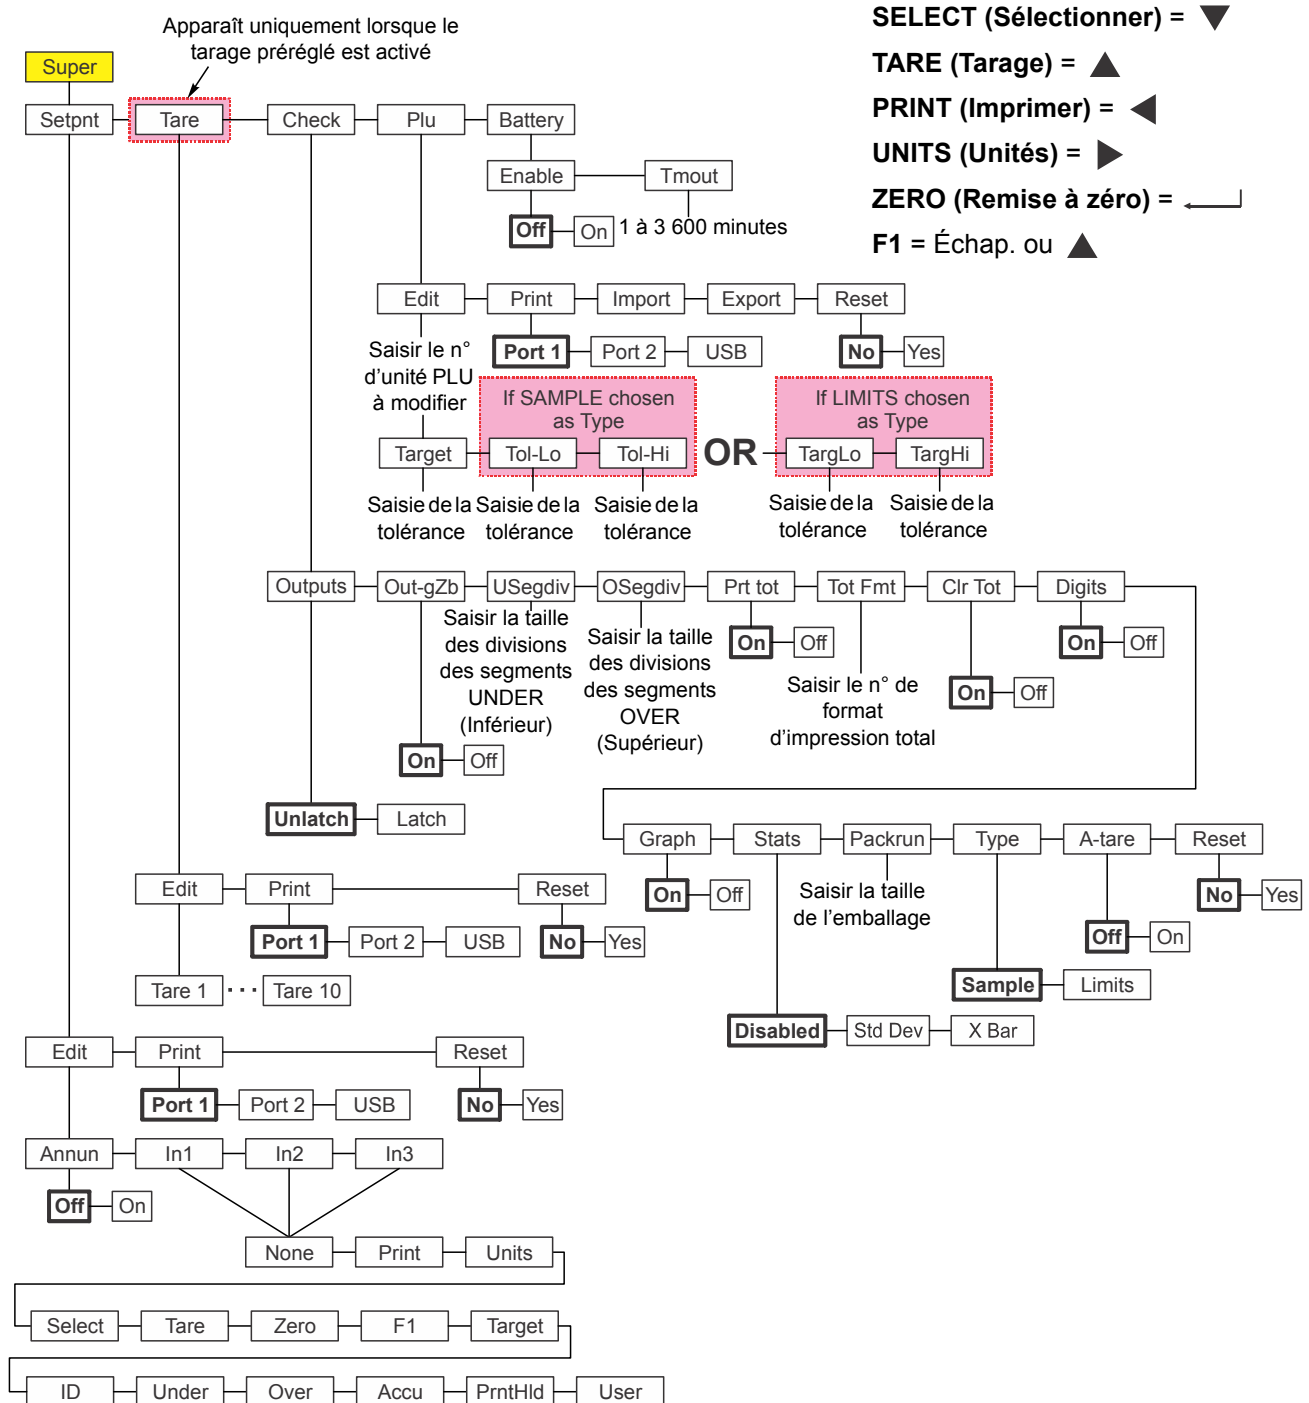 Apparaît uniquement lorsque le
tarage préréglé est activé
SELECT (Sélectionner) = ▼
TARE (Tarage) = ▲
PRINT (Imprimer) = ◀
UNITS (Unités) = ▶
ZERO (Remise à zéro) =
F1 = Échap. ou ▲
Super
Setpnt Tare Check Plu Battery
Enable Tmout
Off On 1 à 3 600 minutes
Edit Print Import Export Reset
Port 1 Port 2 USB No Yes
Saisir le n°
d'unité PLU
à modifier
If SAMPLE chosen
as Type
If LIMITS chosen
as Type
Target Tol-Lo Tol-Hi OR TargLo TargHi
Saisie de la
tolérance
Saisie de la
tolérance
Saisie de la
tolérance
Saisie de la
tolérance
Saisie de la
tolérance
Outputs Out-gZb USegdiv OSegdiv Prt tot Tot Fmt Clr Tot Digits
Saisir la taille
des divisions
des segments
UNDER
(Inférieur)
Saisir la taille
des divisions
des segments
OVER
(Supérieur)
On Off
Saisir le n° de
format
d'impression total
On Off
On Off
On Off
Unlatch Latch
Graph Stats Packrun Type A-tare Reset
On Off
Saisir la taille
de l'emballage
No Yes
Off On
Sample Limits
Disabled Std Dev X Bar
Edit Print Reset
Port 1 Port 2 USB No Yes
Tare 1 ··· Tare 10
Edit Print Reset
Port 1 Port 2 USB No Yes
Annun In1 In2 In3
Off On
None Print Units
Select Tare Zero F1 Target
ID Under Over Accu PrntHld User